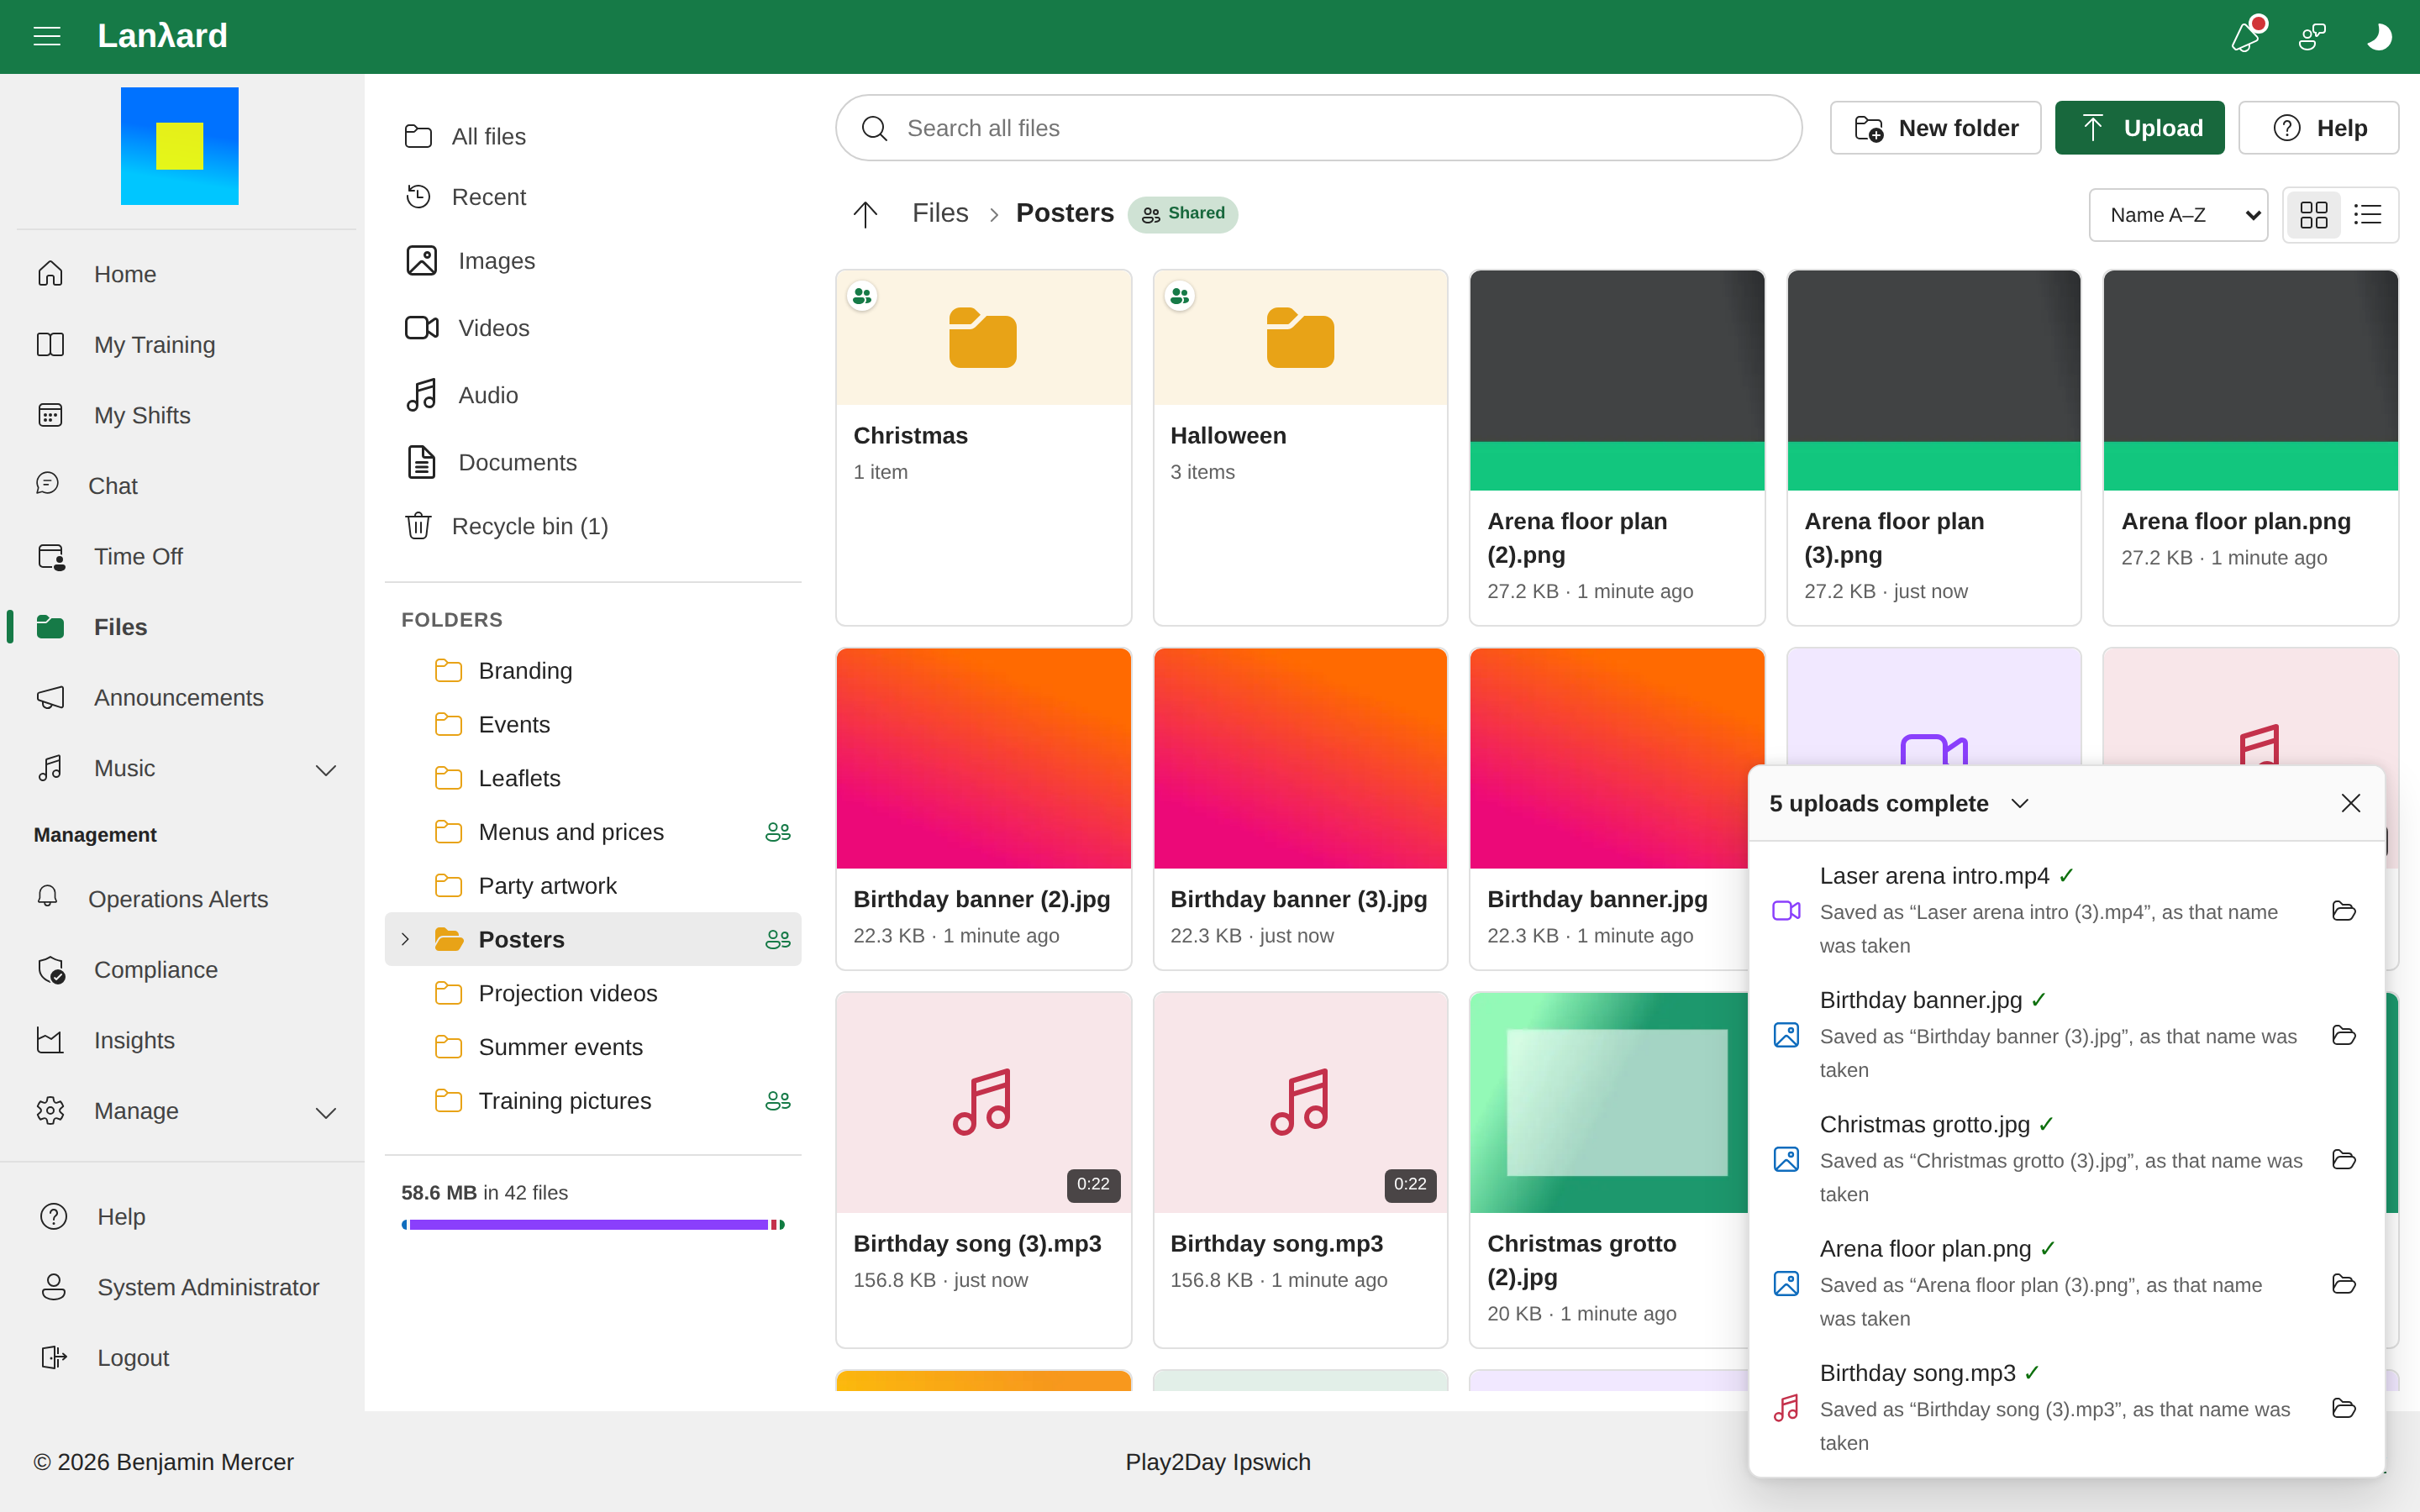 Lanλard
Home
My Training
My Shifts
Chat
Time Off
Files
Announcements
Music
Management
Operations Alerts
Compliance
Insights
Manage
Help
System Administrator
Logout
All files
Recent
Images
Videos
Audio
Documents
Recycle bin (1)
FOLDERS
Branding
Events
Leaflets
Menus and prices
Party artwork
Posters
Projection videos
Summer events
Training pictures
58.6 MB in 42 files
Search all files
New folder
Upload
Help
Files
Posters
Shared
Name A–Z
Christmas
1 item
Halloween
3 items
Arena floor plan
(2).png
27.2 KB · 1 minute ago
Arena floor plan
(3).png
27.2 KB · just now
Arena floor plan.png
27.2 KB · 1 minute ago
Birthday banner (2).jpg
22.3 KB · 1 minute ago
Birthday banner (3).jpg
22.3 KB · just now
Birthday banner.jpg
22.3 KB · 1 minute ago
0:22
Birthday song (3).mp3
156.8 KB · just now
0:22
Birthday song.mp3
156.8 KB · 1 minute ago
Christmas grotto
(2).jpg
20 KB · 1 minute ago
5 uploads complete
Laser arena intro.mp4 ✓
Saved as “Laser arena intro (3).mp4”, as that name
was taken
Birthday banner.jpg ✓
Saved as “Birthday banner (3).jpg”, as that name was
taken
Christmas grotto.jpg ✓
Saved as “Christmas grotto (3).jpg”, as that name was
taken
Arena floor plan.png ✓
Saved as “Arena floor plan (3).png”, as that name
was taken
Birthday song.mp3 ✓
Saved as “Birthday song (3).mp3”, as that name was
taken
© 2026 Benjamin Mercer
Play2Day Ipswich